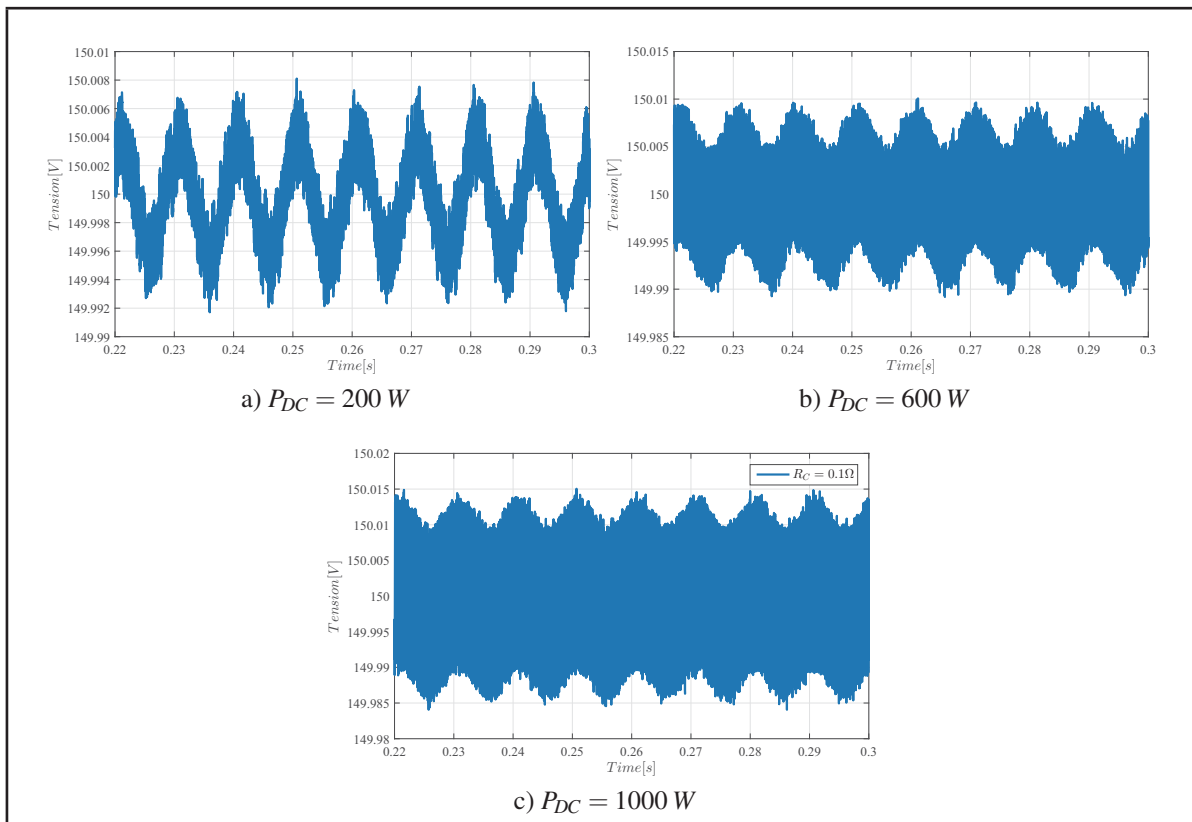 150.01
150.008
150.006
150.004
150.002
150
149.998
149.996
149.994
149.992
149.99
Tension[V]
0.22 0.23 0.24 0.25 0.26 0.27 0.28 0.29 0.3
Time[s]
a) P_DC = 200 W
150.015
150.01
150.005
150
149.995
149.99
149.985
Tension[V]
0.22 0.23 0.24 0.25 0.26 0.27 0.28 0.29 0.3
Time[s]
b) P_DC = 600 W
150.02
150.015
150.01
150.005
150
149.995
149.99
149.985
149.98
Tension[V]
R_C = 0.1Ω
0.22 0.23 0.24 0.25 0.26 0.27 0.28 0.29 0.3
Time[s]
c) P_DC = 1000 W